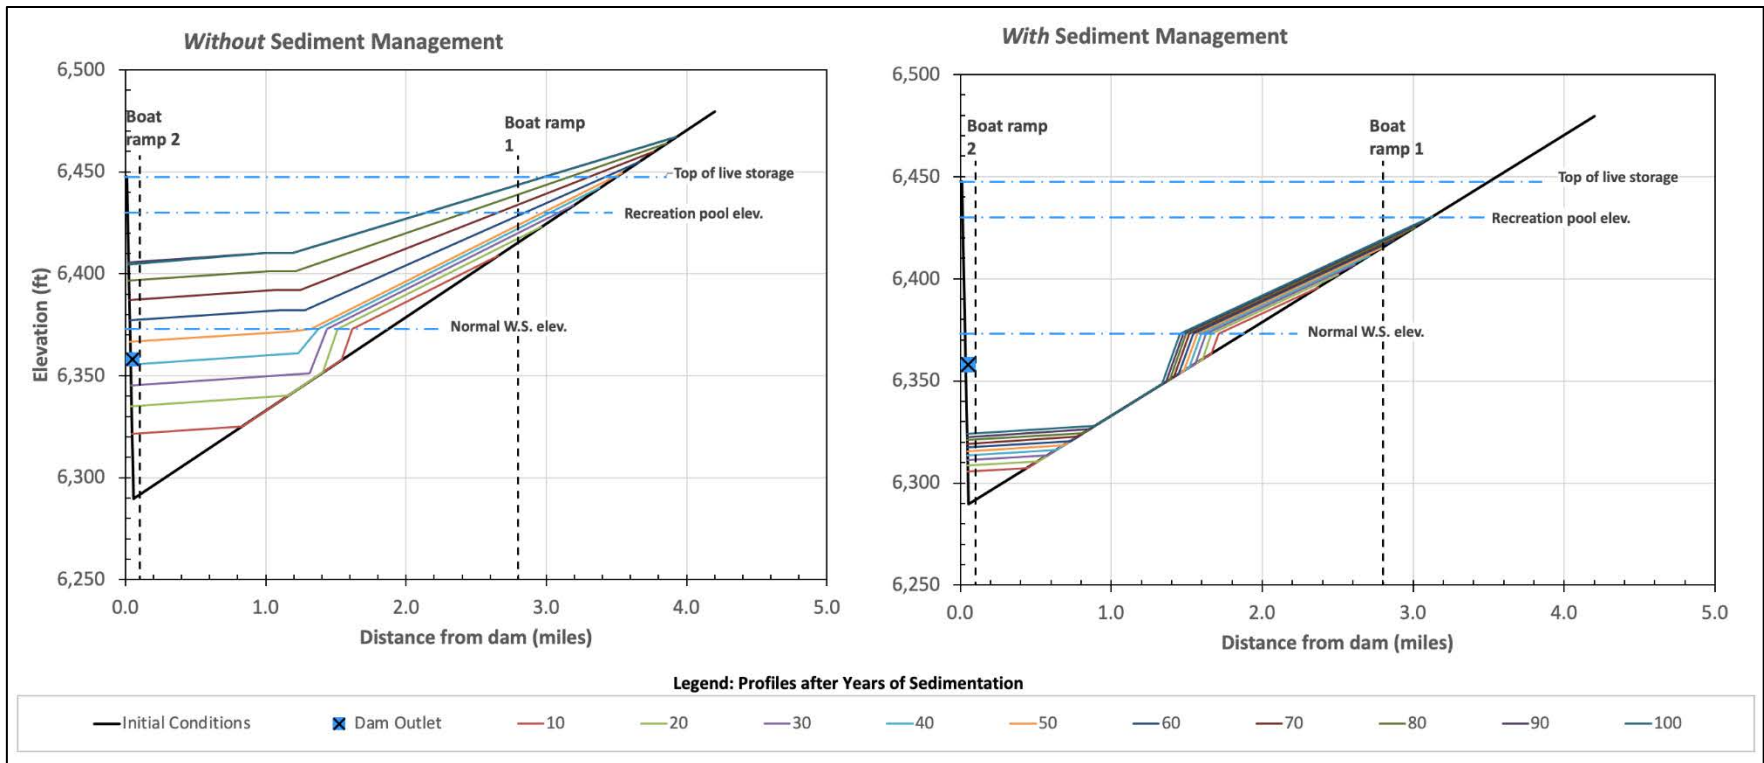 Without Sediment Management
6,500
6,450
6,400
6,350
6,300
6,250
Elevation (ft)
Boat
ramp 2
Boat ramp
1
Top of live storage
Recreation pool elev.
Normal W.S. elev.
0.0 1.0 2.0 3.0 4.0 5.0
Distance from dam (miles)
With Sediment Management
6,500
6,450
6,400
6,350
6,300
6,250
Boat ramp
2
Boat
ramp 1
Top of live storage
Recreation pool elev.
Normal W.S. elev.
0.0 1.0 2.0 3.0 4.0 5.0
Distance from dam (miles)
Legend: Profiles after Years of Sedimentation
Initial Conditions Dam Outlet 10 20 30 40 50 60 70 80 90 100